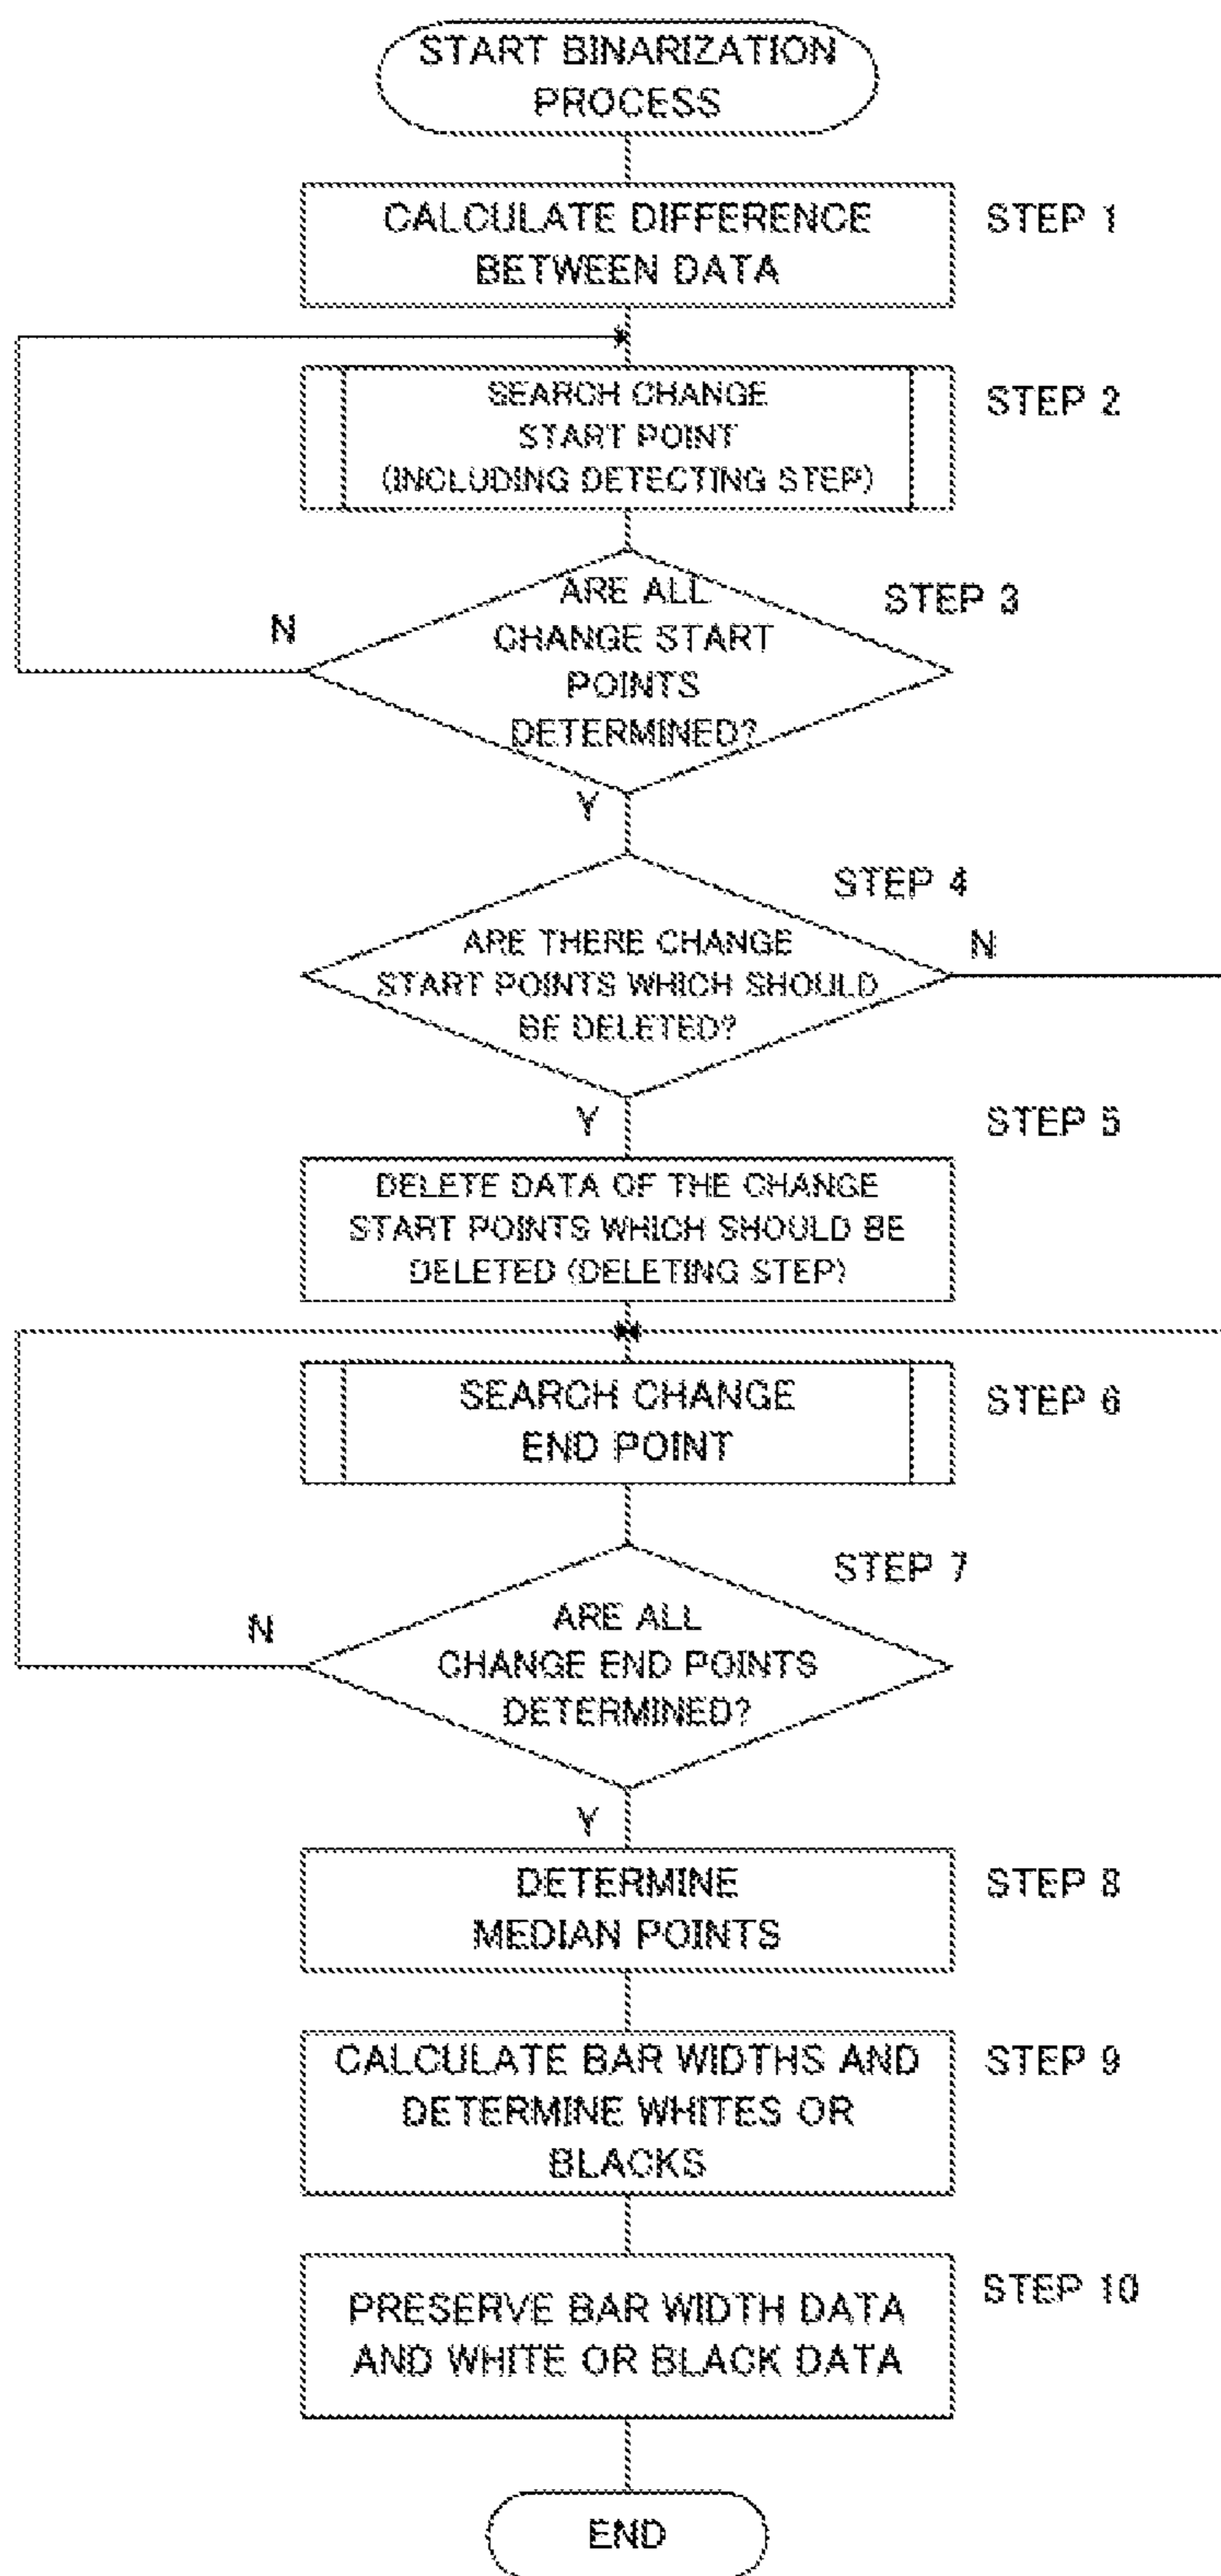 START BINARIZATION
PROCESS
CALCULATE DIFFERENCE
BETWEEN DATA
STEP 1
SEARCH CHANGE
START POINT
(INCLUDING DETECTING STEP)
STEP 2
ARE ALL
CHANGE START
POINTS
DETERMINED?
STEP 3
N
Y
STEP 4
ARE THERE CHANGE
START POINTS WHICH SHOULD
BE DELETED?
N
Y
STEP 5
DELETE DATA OF THE CHANGE
START POINTS WHICH SHOULD BE
DELETED (DELETING STEP)
SEARCH CHANGE
END POINT
STEP 6
STEP 7
ARE ALL
CHANGE END POINTS
DETERMINED?
N
Y
DETERMINE
MEDIAN POINTS
STEP 8
CALCULATE BAR WIDTHS AND
DETERMINE WHITES OR
BLACKS
STEP 9
PRESERVE BAR WIDTH DATA
AND WHITE OR BLACK DATA
STEP 10
END